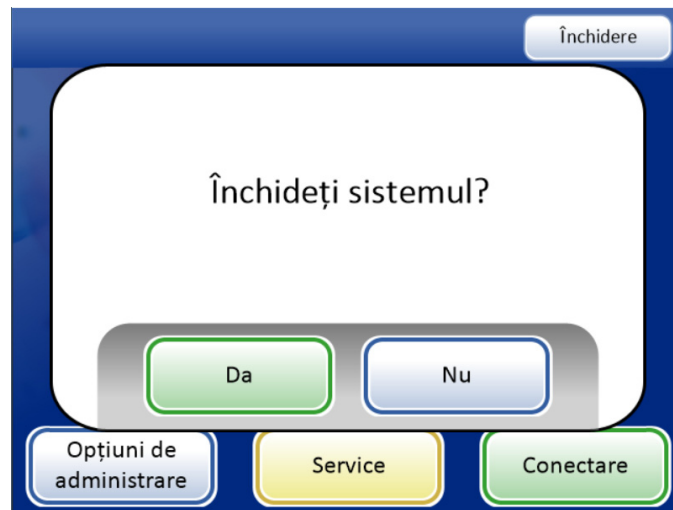 Închidere
Închideți sistemul?
Da
Nu
Opțiuni de
administrare
Service
Conectare